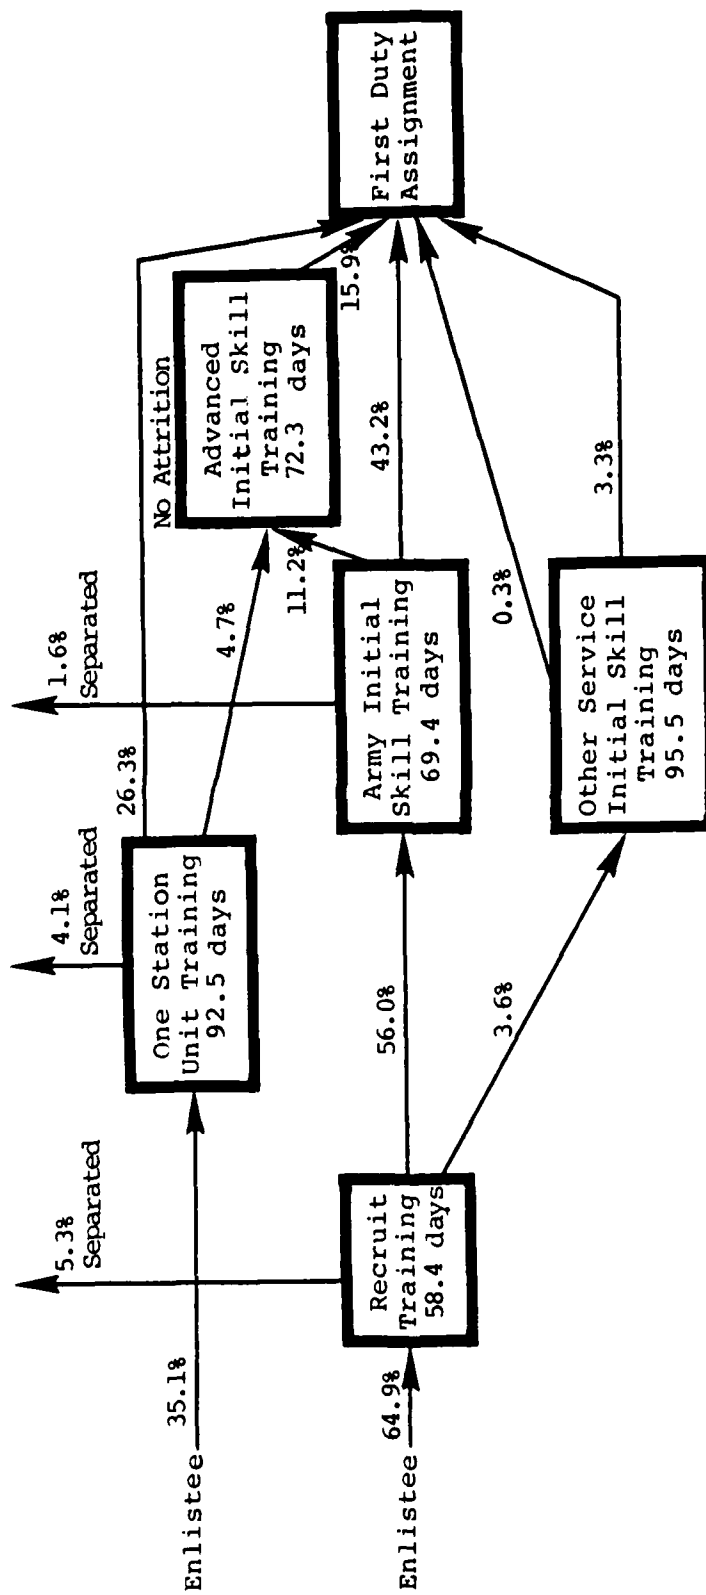 Enlistee
35.1%
5.3%
Separated
One Station
Unit Training
92.5 days
4.1%
Separated
26.3%
4.7%
No Attrition
Advanced
Initial Skill
Training
72.3 days
15.9%
Enlistee
64.9%
Recruit
Training
58.4 days
56.0%
3.6%
Army Initial
Skill Training
69.4 days
1.6%
Separated
11.2%
43.2%
Other Service
Initial Skill
Training
95.5 days
0.3%
3.3%
First Duty
Assignment